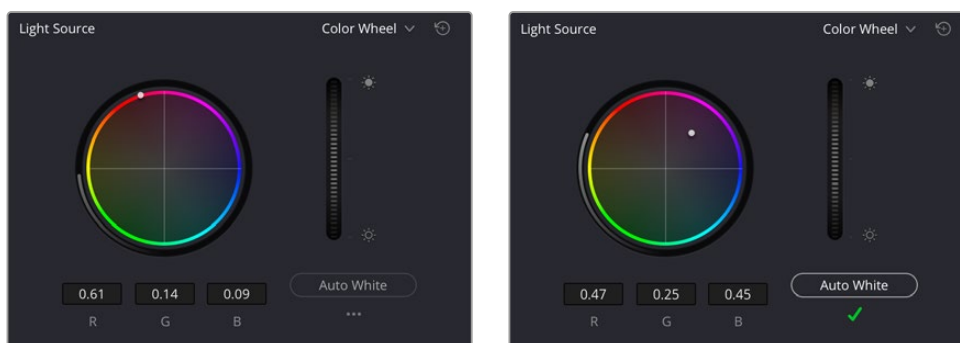 Light Source Color Wheel
0.61 0.14 0.09 Auto White
R G B
Light Source Color Wheel
0.47 0.25 0.45 Auto White
R G B